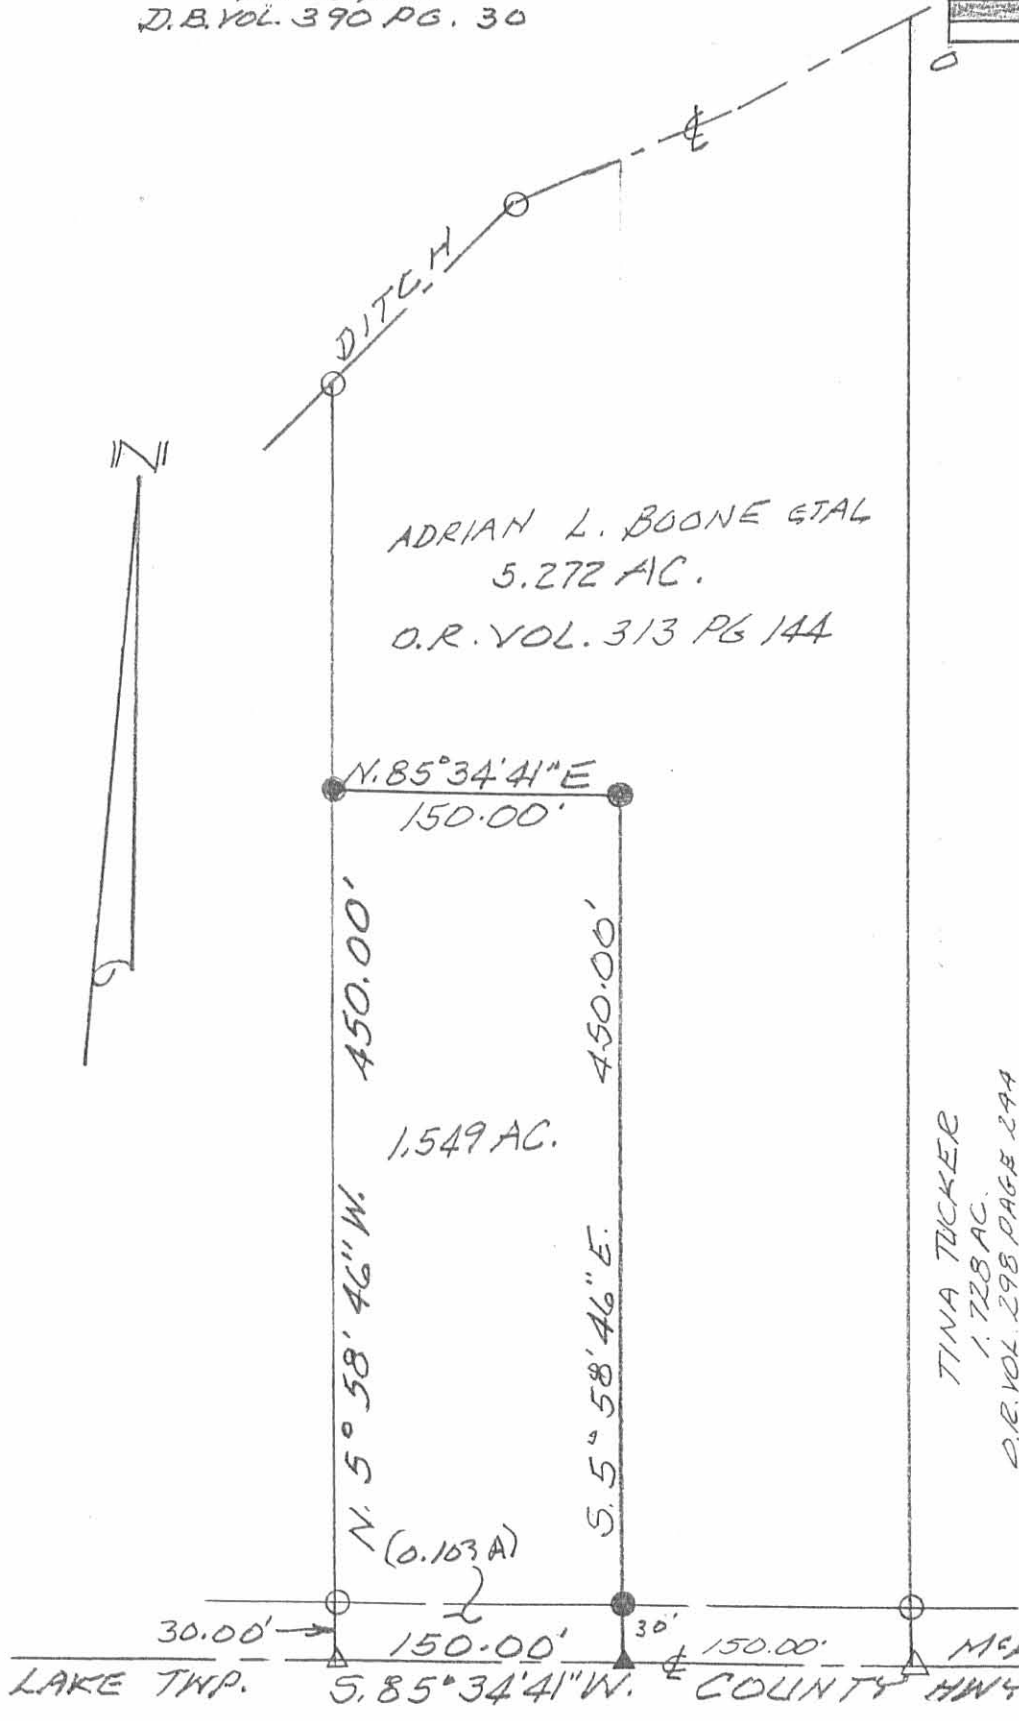 D.B. VOL. 390 PG. 30
℄
DITCH
N
ADRIAN L. BOONE ETAL
5.272 AC.
O.R. VOL. 313 PG 144
N. 85° 34' 41" E
150.00'
450.00'
450.00'
1.549 AC.
N. 5° 58' 46" W.
S. 5° 58' 46" E.
TINA TUCKER
1.728 AC.
O.R. VOL. 298 PAGE 244
(0.103 A)
30.00'
150.00'
30'
150.00'
LAKE TWP.
S. 85° 34' 41" W.
℄ COUNTY HWY